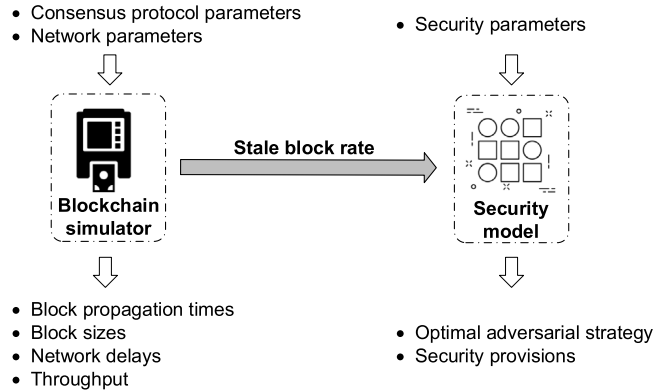 • Consensus protocol parameters
• Network parameters
• Security parameters
Stale block rate
Blockchain
simulator
Security
model
• Block propagation times
• Block sizes
• Network delays
• Throughput
• Optimal adversarial strategy
• Security provisions